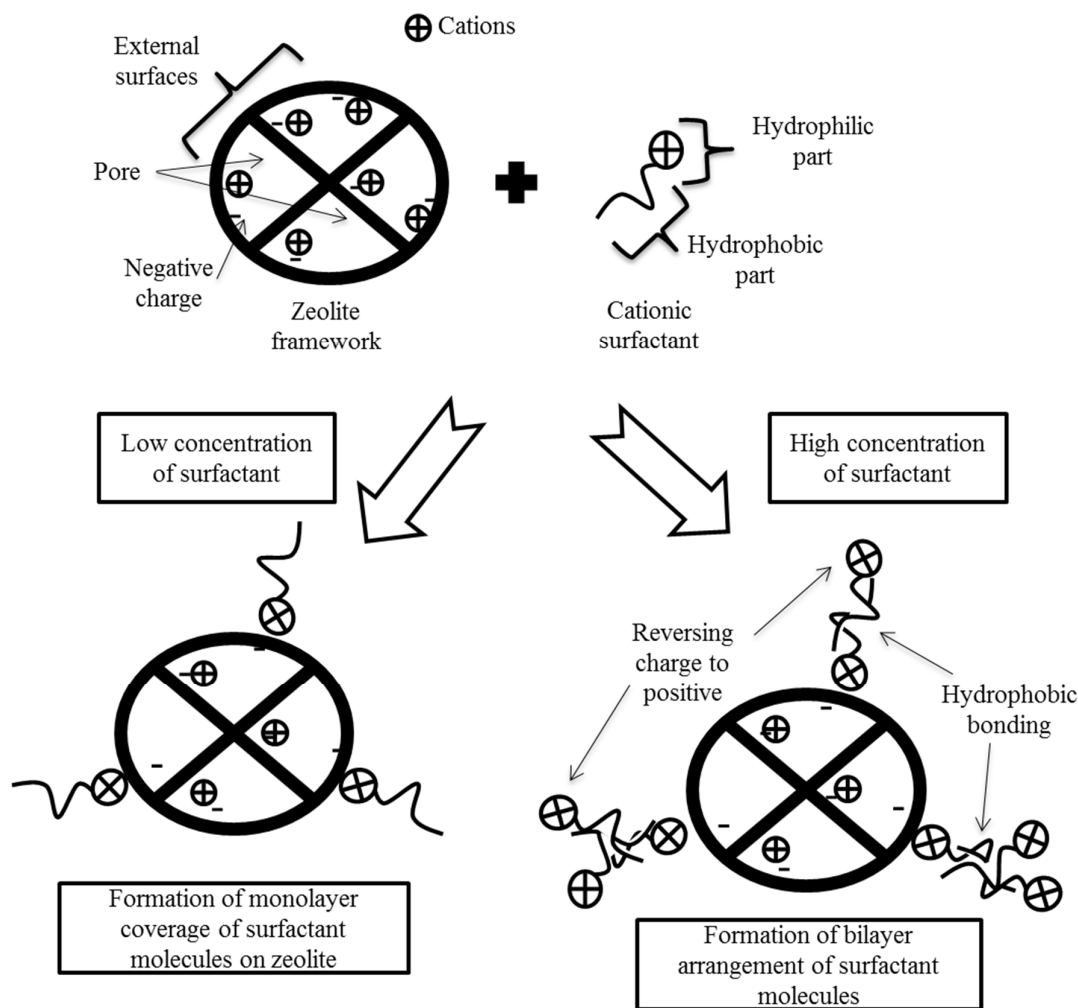 Cations
External
surfaces
Pore
Negative
charge
Zeolite
framework
Hydrophilic
part
Hydrophobic
part
Cationic
surfactant
Low concentration
of surfactant
High concentration
of surfactant
Reversing
charge to
positive
Hydrophobic
bonding
Formation of monolayer
coverage of surfactant
molecules on zeolite
Formation of bilayer
arrangement of surfactant
molecules